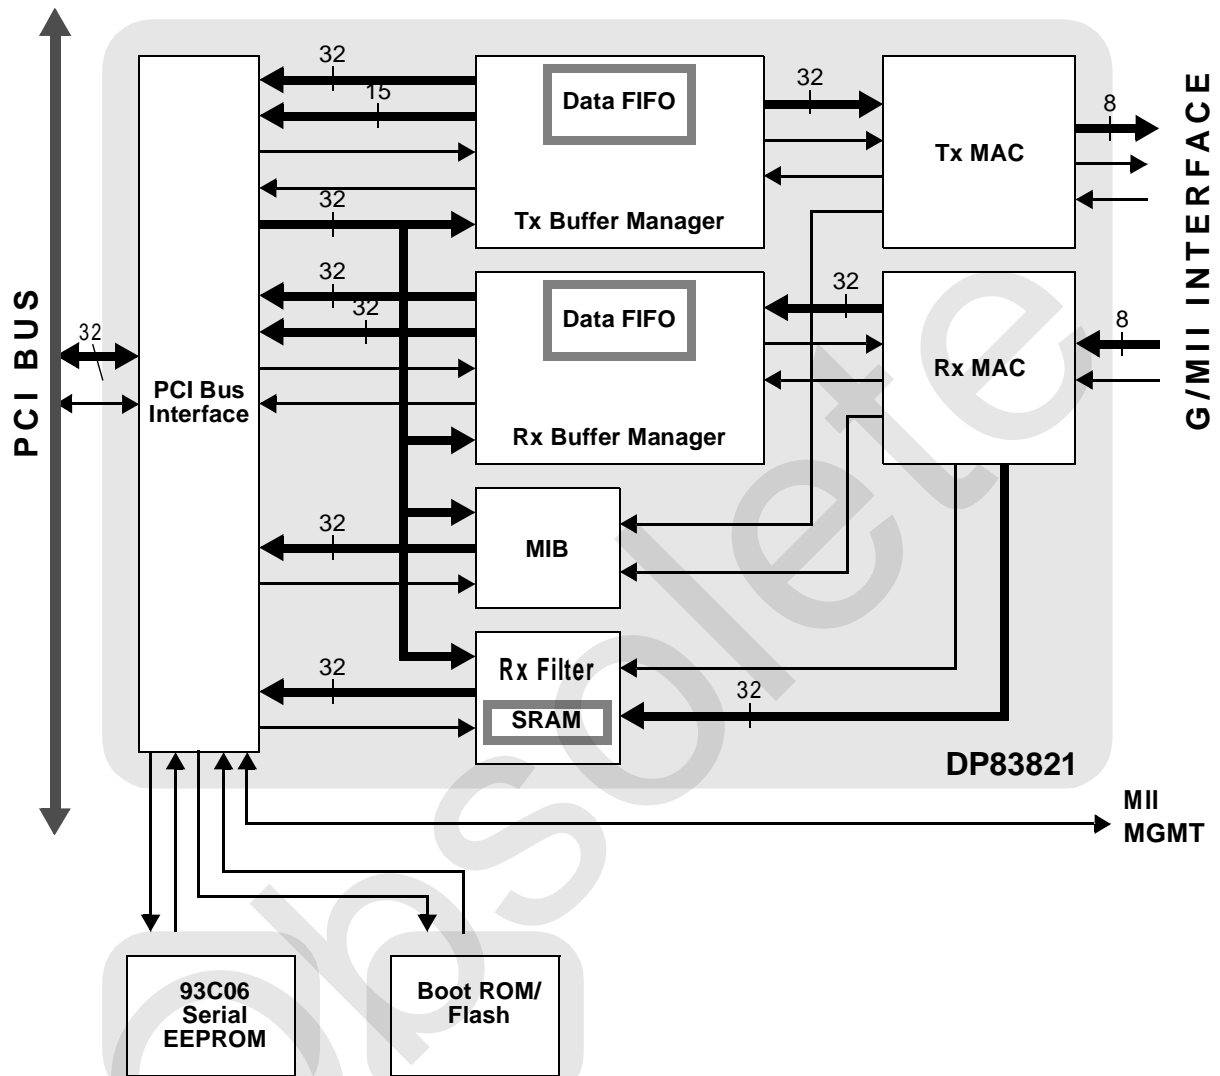 32
15
Data FIFO
Tx Buffer Manager
32
Tx MAC
8
G/MII INTERFACE
32
32
32
Data FIFO
Rx Buffer Manager
32
Rx MAC
8
PCI BUS
32
PCI Bus
Interface
32
MIB
32
Rx Filter
SRAM
32
DP83821
MII
MGMT
93C06
Serial
EEPROM
Boot ROM/
Flash
Obsolete